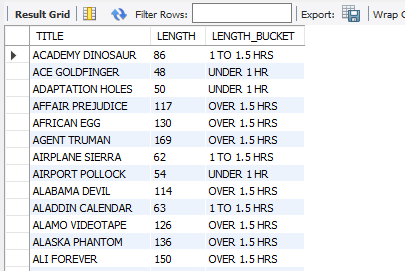 Result Grid Filter Rows: Export: Wrap C
TITLE LENGTH LENGTH_BUCKET
ACADEMY DINOSAUR 86 1 TO 1.5 HRS
ACE GOLDFINGER 48 UNDER 1 HR
ADAPTATION HOLES 50 UNDER 1 HR
AFFAIR PREJUDICE 117 OVER 1.5 HRS
AFRICAN EGG 130 OVER 1.5 HRS
AGENT TRUMAN 169 OVER 1.5 HRS
AIRPLANE SIERRA 62 1 TO 1.5 HRS
AIRPORT POLLOCK 54 UNDER 1 HR
ALABAMA DEVIL 114 OVER 1.5 HRS
ALADDIN CALENDAR 63 1 TO 1.5 HRS
ALAMO VIDEOTAPE 126 OVER 1.5 HRS
ALASKA PHANTOM 136 OVER 1.5 HRS
ALI FOREVER 150 OVER 1.5 HRS